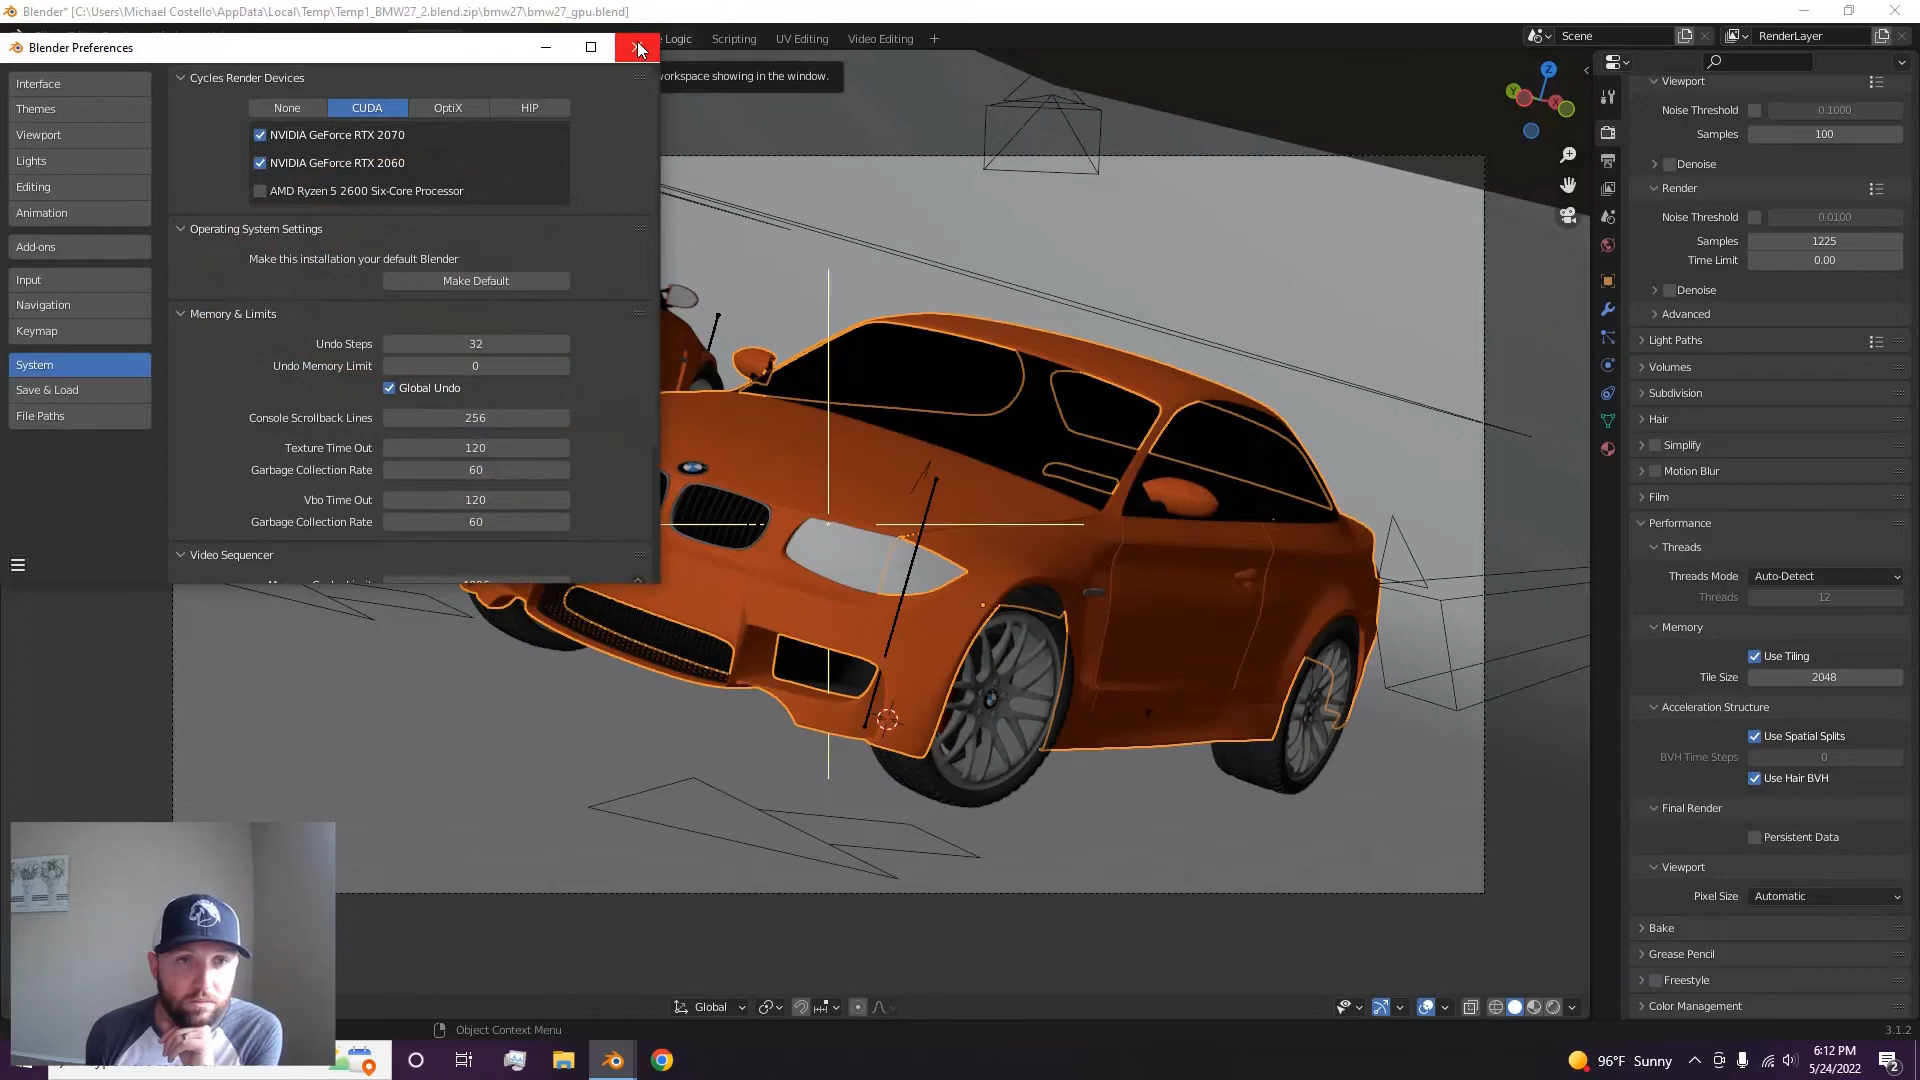 Blender* [C:\Users\Michael Costello\AppData\Local\Temp\Temp1_BMW27_2.blend.zip\bmw27\bmw27_gpu.blend]
Blender Preferences
Logic
Scripting
UV Editing
Video Editing
Scene
RenderLayer
workspace showing in the window.
Interface
Themes
Viewport
Lights
Editing
Animation
Add-ons
Input
Navigation
Keymap
System
Save & Load
File Paths
Cycles Render Devices
None
CUDA
OptiX
HIP
NVIDIA GeForce RTX 2070
NVIDIA GeForce RTX 2060
AMD Ryzen 5 2600 Six-Core Processor
Operating System Settings
Make this installation your default Blender
Make Default
Memory & Limits
Undo Steps 32
Undo Memory Limit 0
Global Undo
Console Scrollback Lines 256
Texture Time Out 120
Garbage Collection Rate 60
Vbo Time Out 120
Garbage Collection Rate 60
Video Sequencer
Viewport
Noise Threshold 0.1000
Samples 100
Denoise
Render
Noise Threshold 0.0100
Samples 1225
Time Limit 0.00
Denoise
Advanced
Light Paths
Volumes
Subdivision
Hair
Simplify
Motion Blur
Film
Performance
Threads
Threads Mode Auto-Detect
Threads 12
Memory
Use Tiling
Tile Size 2048
Acceleration Structure
Use Spatial Splits
BVH Time Steps 0
Use Hair BVH
Final Render
Persistent Data
Viewport
Pixel Size Automatic
Bake
Grease Pencil
Freestyle
Color Management
Global
Object Context Menu
3.1.2
96°F Sunny
6:12 PM
5/24/2022
2